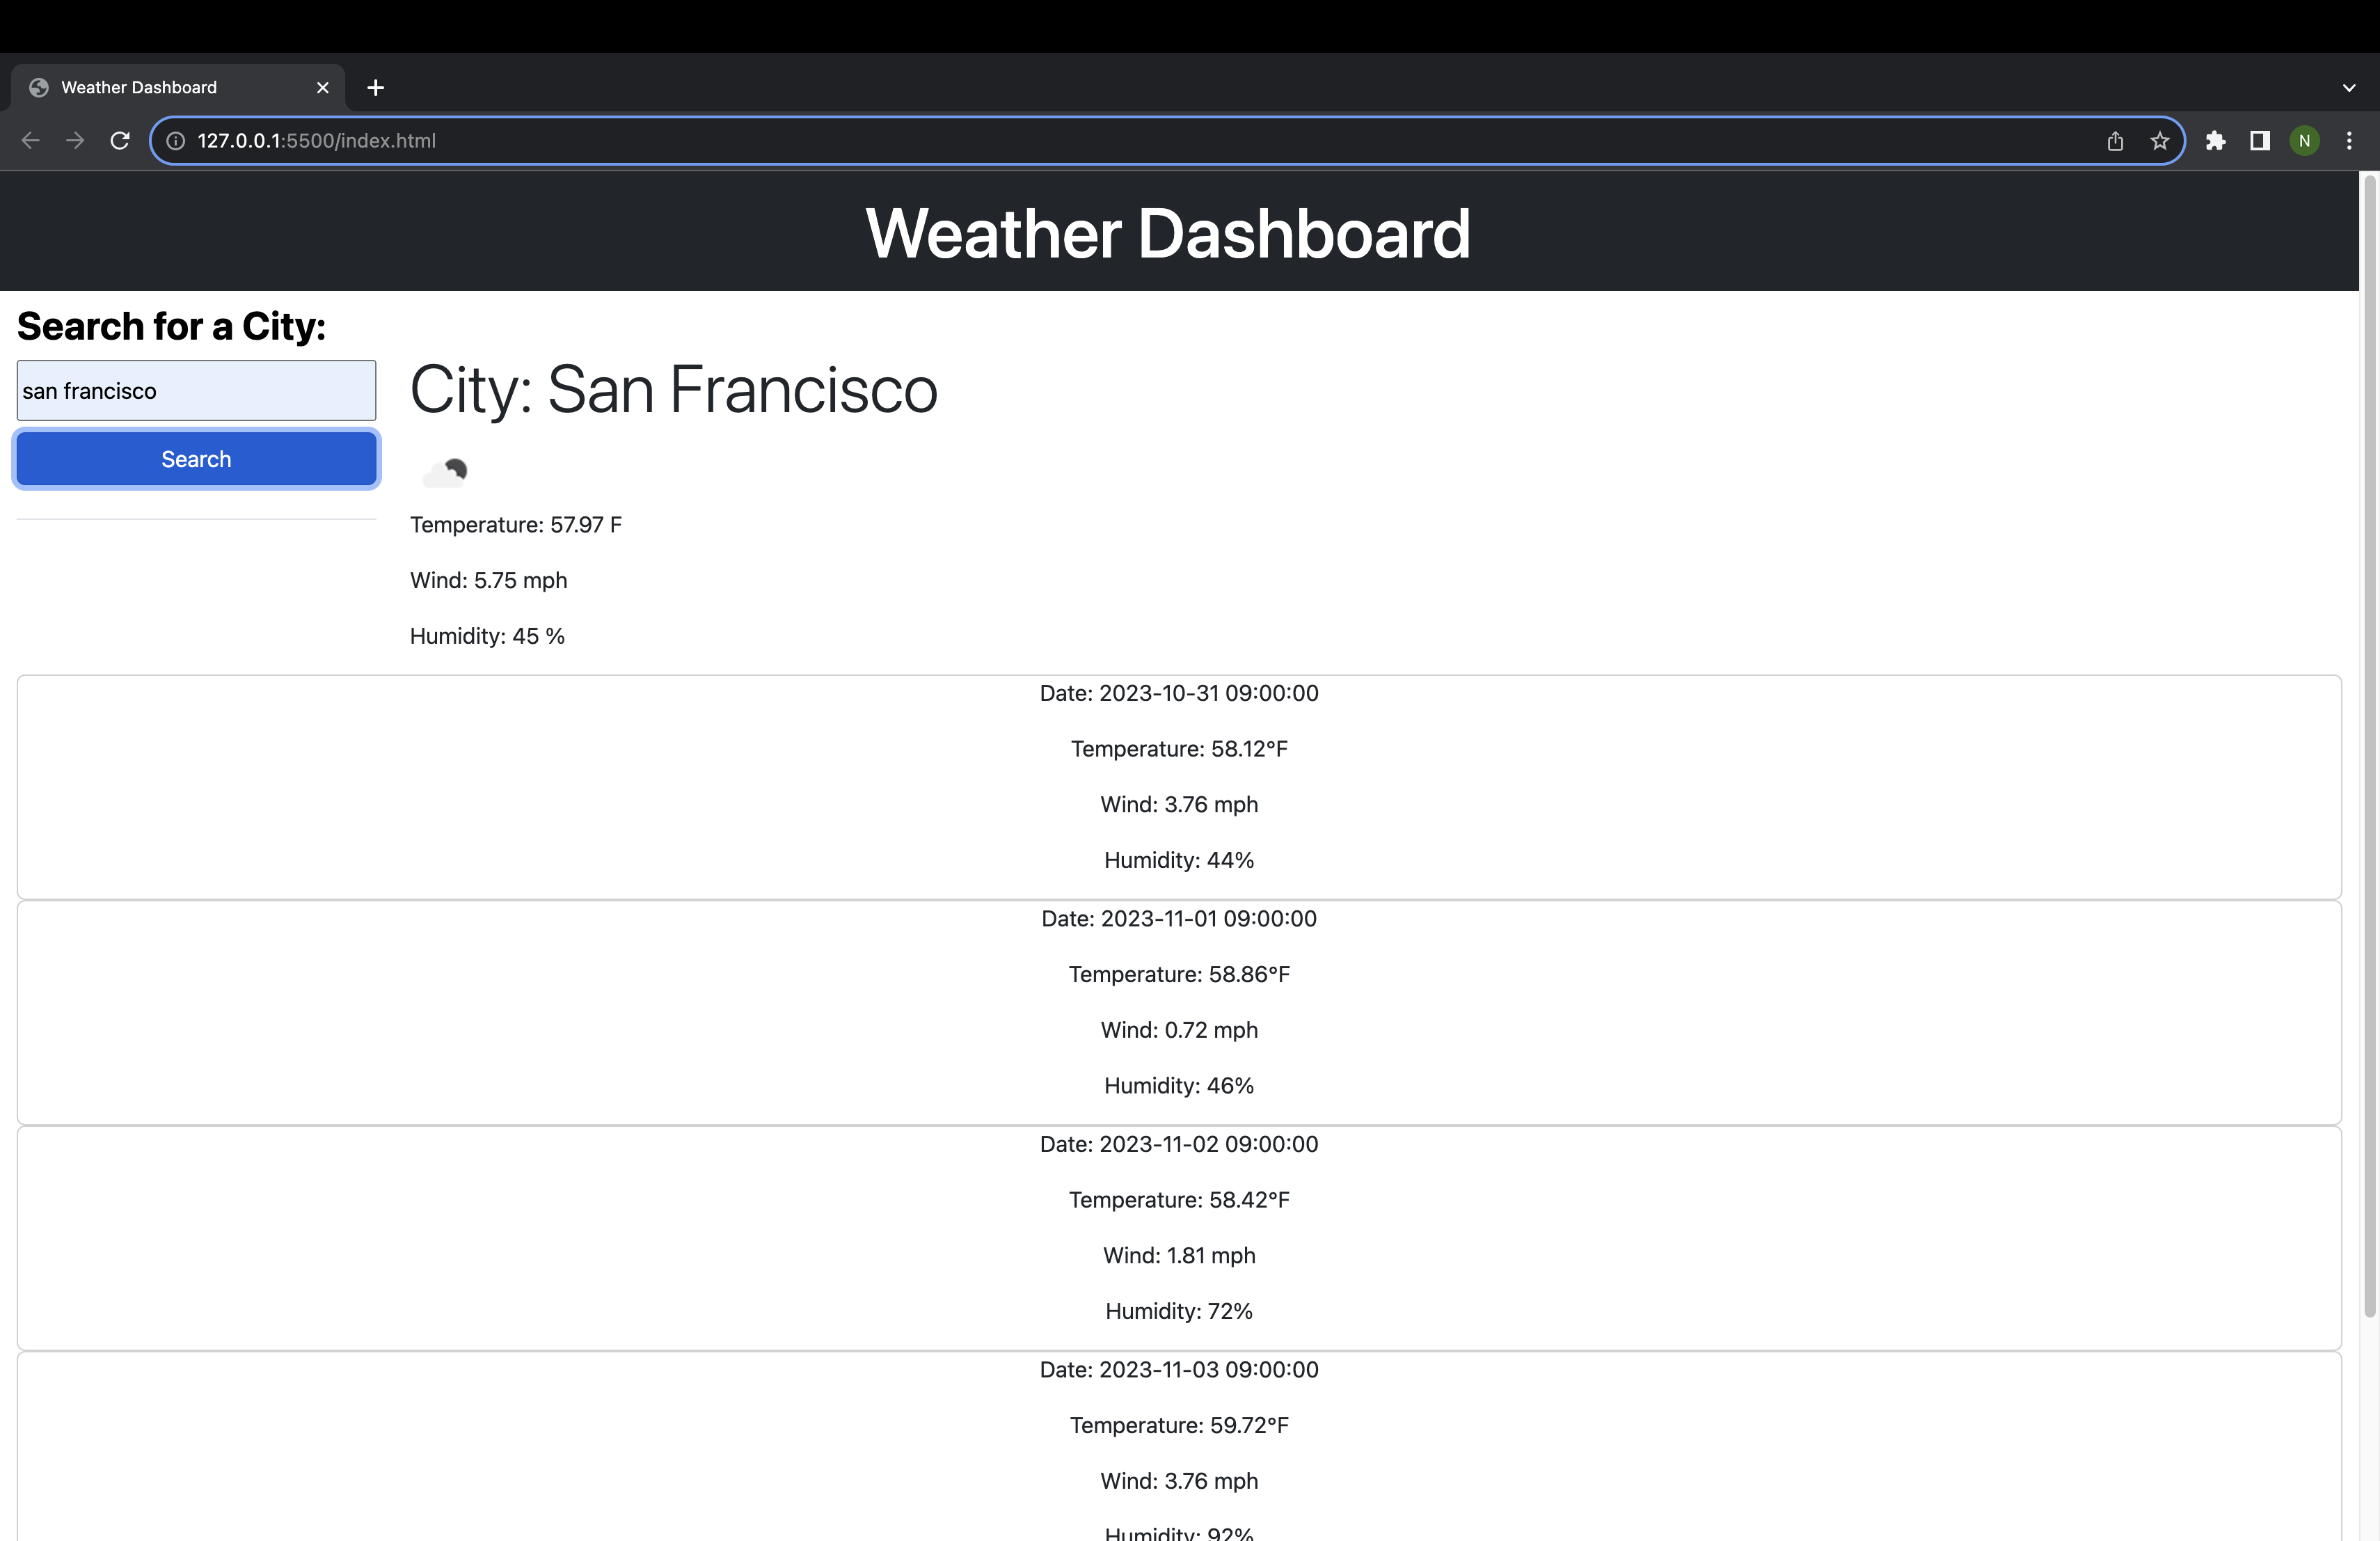 Weather Dashboard
127.0.0.1:5500/index.html
N
Weather Dashboard
Search for a City:
san francisco
Search
City: San Francisco
Temperature: 57.97 F
Wind: 5.75 mph
Humidity: 45 %
Date: 2023-10-31 09:00:00
Temperature: 58.12°F
Wind: 3.76 mph
Humidity: 44%
Date: 2023-11-01 09:00:00
Temperature: 58.86°F
Wind: 0.72 mph
Humidity: 46%
Date: 2023-11-02 09:00:00
Temperature: 58.42°F
Wind: 1.81 mph
Humidity: 72%
Date: 2023-11-03 09:00:00
Temperature: 59.72°F
Wind: 3.76 mph
Humidity: 92%